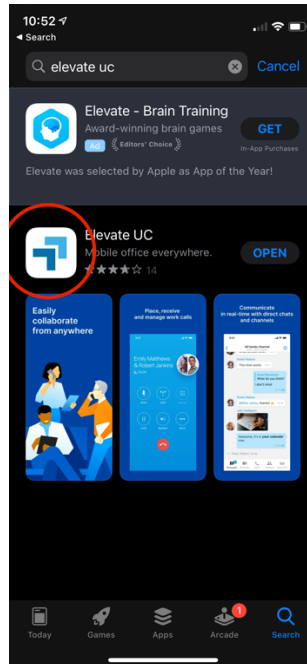 10:52
Search
elevate uc
Cancel
Elevate - Brain Training
Award-winning brain games
Ad
Editors' Choice
GET
In-App Purchases
Elevate was selected by Apple as App of the Year!
Elevate UC
Mobile office everywhere.
14
OPEN
Easily
collaborate
from anywhere
Place, receive
and manage work calls
Emily Mathews
& Robert Jankins
Communicate
in real-time with direct chats
and channels
Today
Games
Apps
Arcade
1
Search